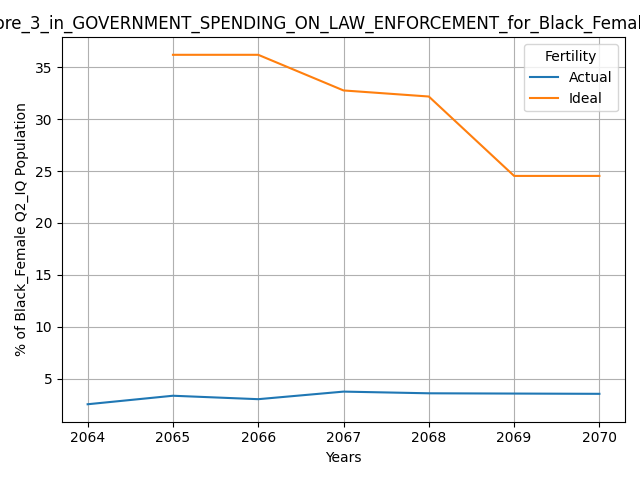 ore_3_in_GOVERNMENT_SPENDING_ON_LAW_ENFORCEMENT_for_Black_Femal
Fertility
Actual
Ideal
% of Black_Female Q2_IQ Population
35
30
25
20
15
10
5
2064 2065 2066 2067 2068 2069 2070
Years